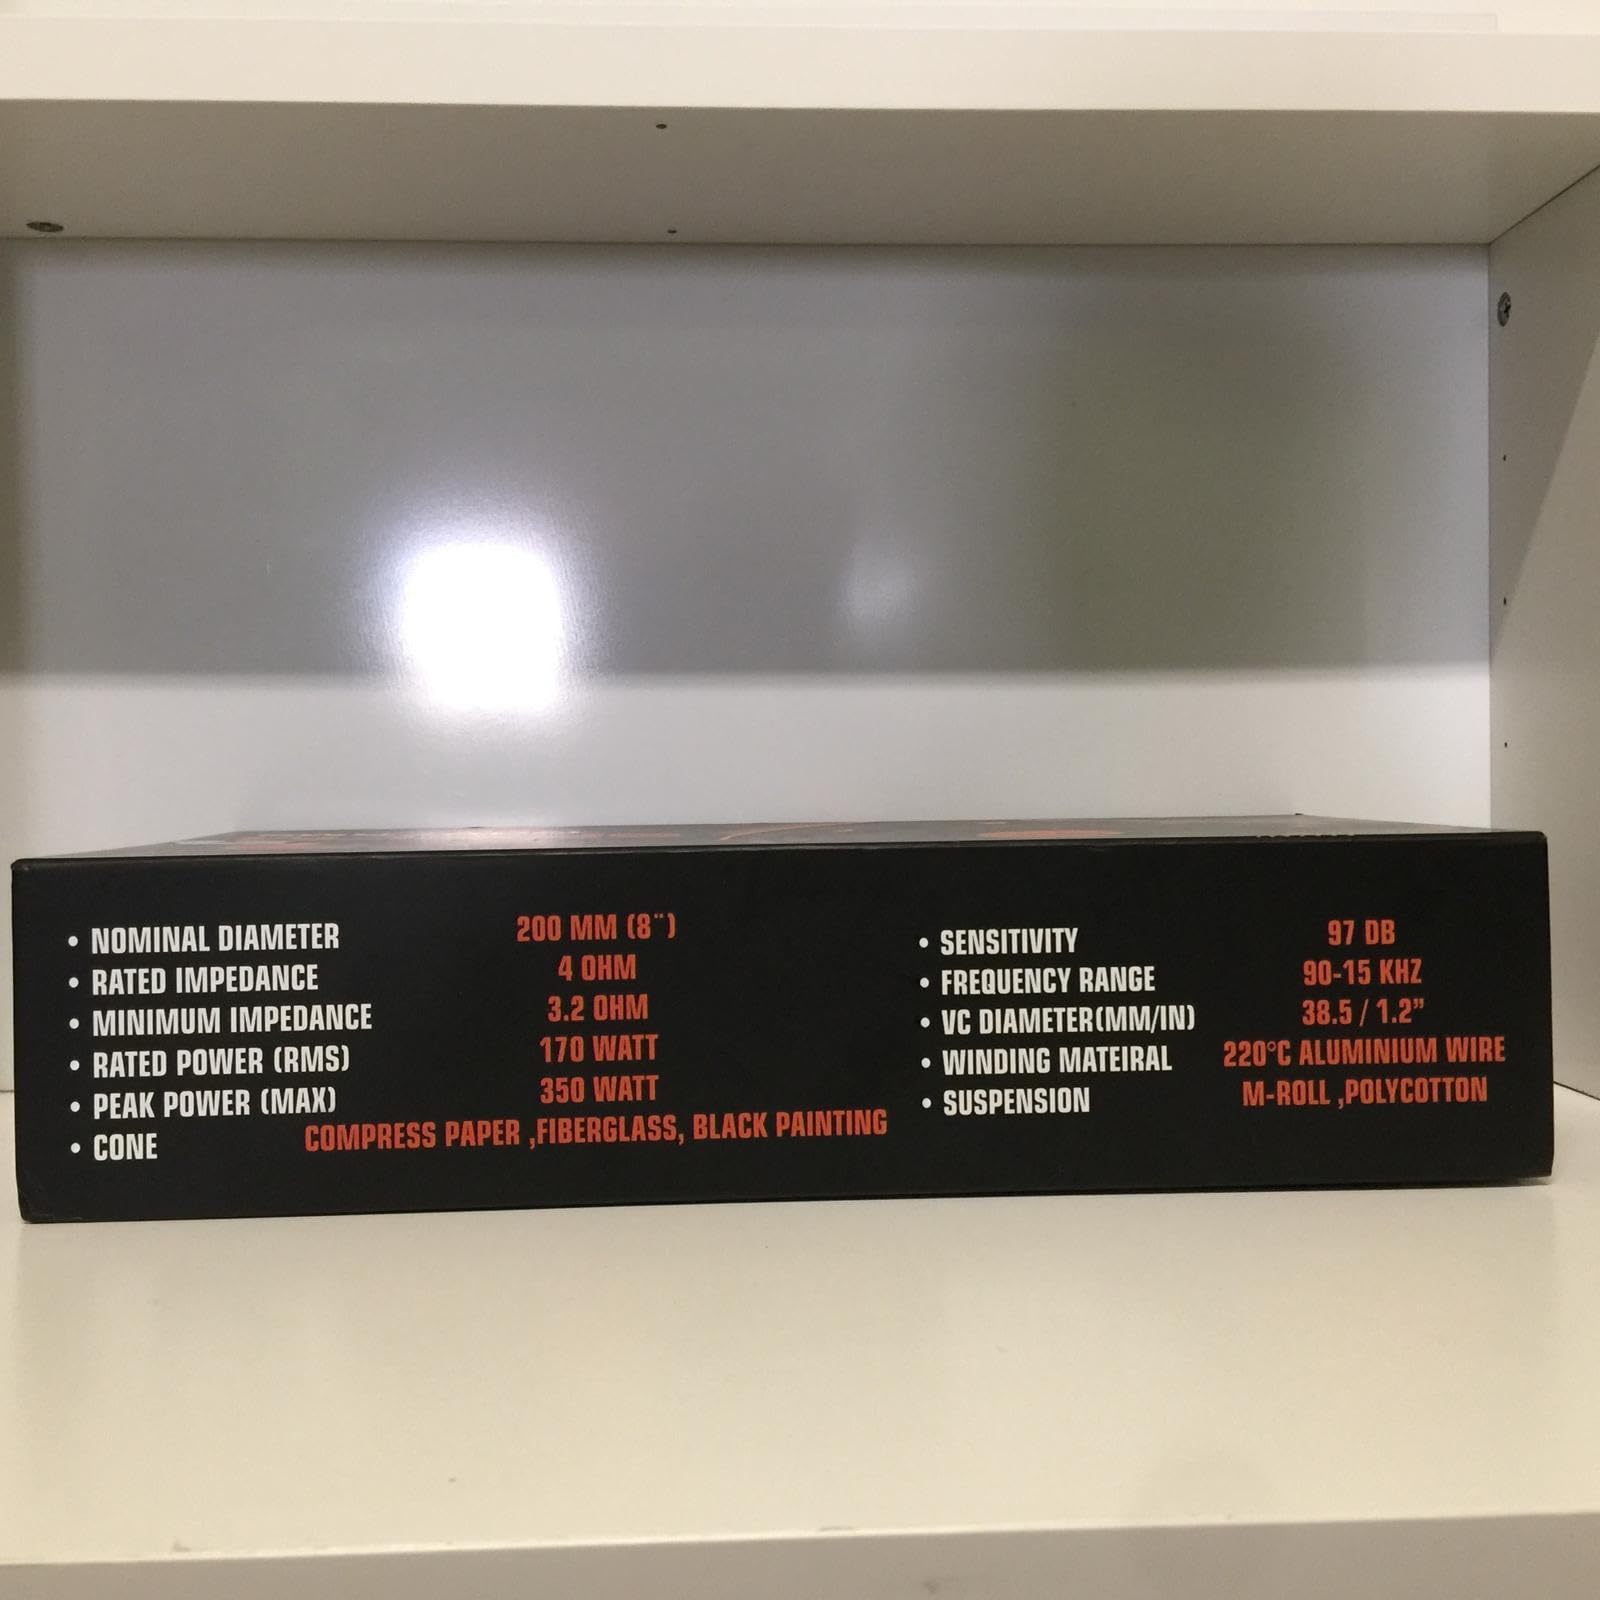 • NOMINAL DIAMETER 200 MM (8¨)
• RATED IMPEDANCE 4 OHM
• MINIMUM IMPEDANCE 3.2 OHM
• RATED POWER (RMS) 170 WATT
• PEAK POWER (MAX) 350 WATT
• CONE COMPRESS PAPER ,FIBERGLASS, BLACK PAINTING
• SENSITIVITY 97 DB
• FREQUENCY RANGE 90-15 KHZ
• VC DIAMETER(MM/IN) 38.5 / 1.2”
• WINDING MATEIRAL 220°C ALUMINIUM WIRE
• SUSPENSION M-ROLL ,POLYCOTTON